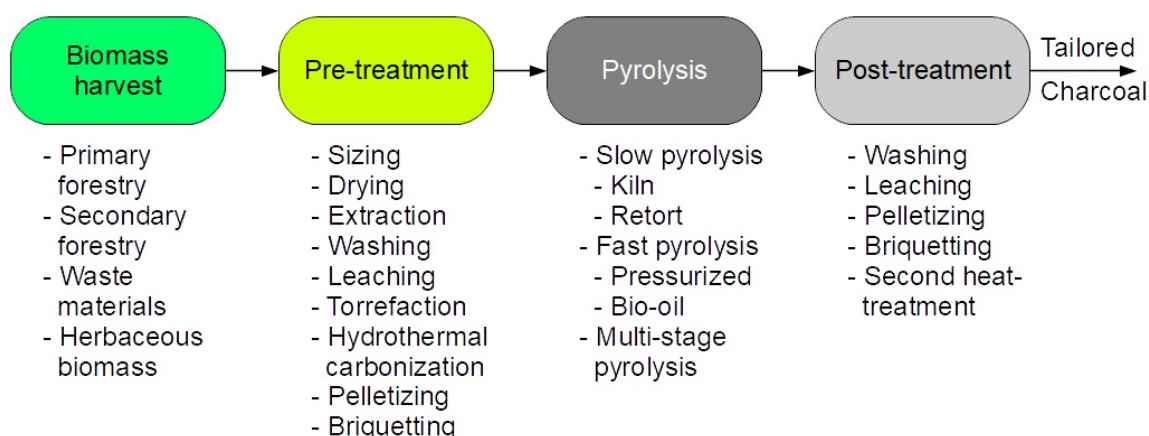 Biomass
harvest
Pre-treatment
Pyrolysis
Post-treatment
Tailored
Charcoal
- Primary
forestry
- Secondary
forestry
- Waste
materials
- Herbaceous
biomass
- Sizing
- Drying
- Extraction
- Washing
- Leaching
- Torrefaction
- Hydrothermal
carbonization
- Pelletizing
- Briquetting
- Slow pyrolysis
- Kiln
- Retort
- Fast pyrolysis
- Pressurized
- Bio-oil
- Multi-stage
pyrolysis
- Washing
- Leaching
- Pelletizing
- Briquetting
- Second heat-
treatment